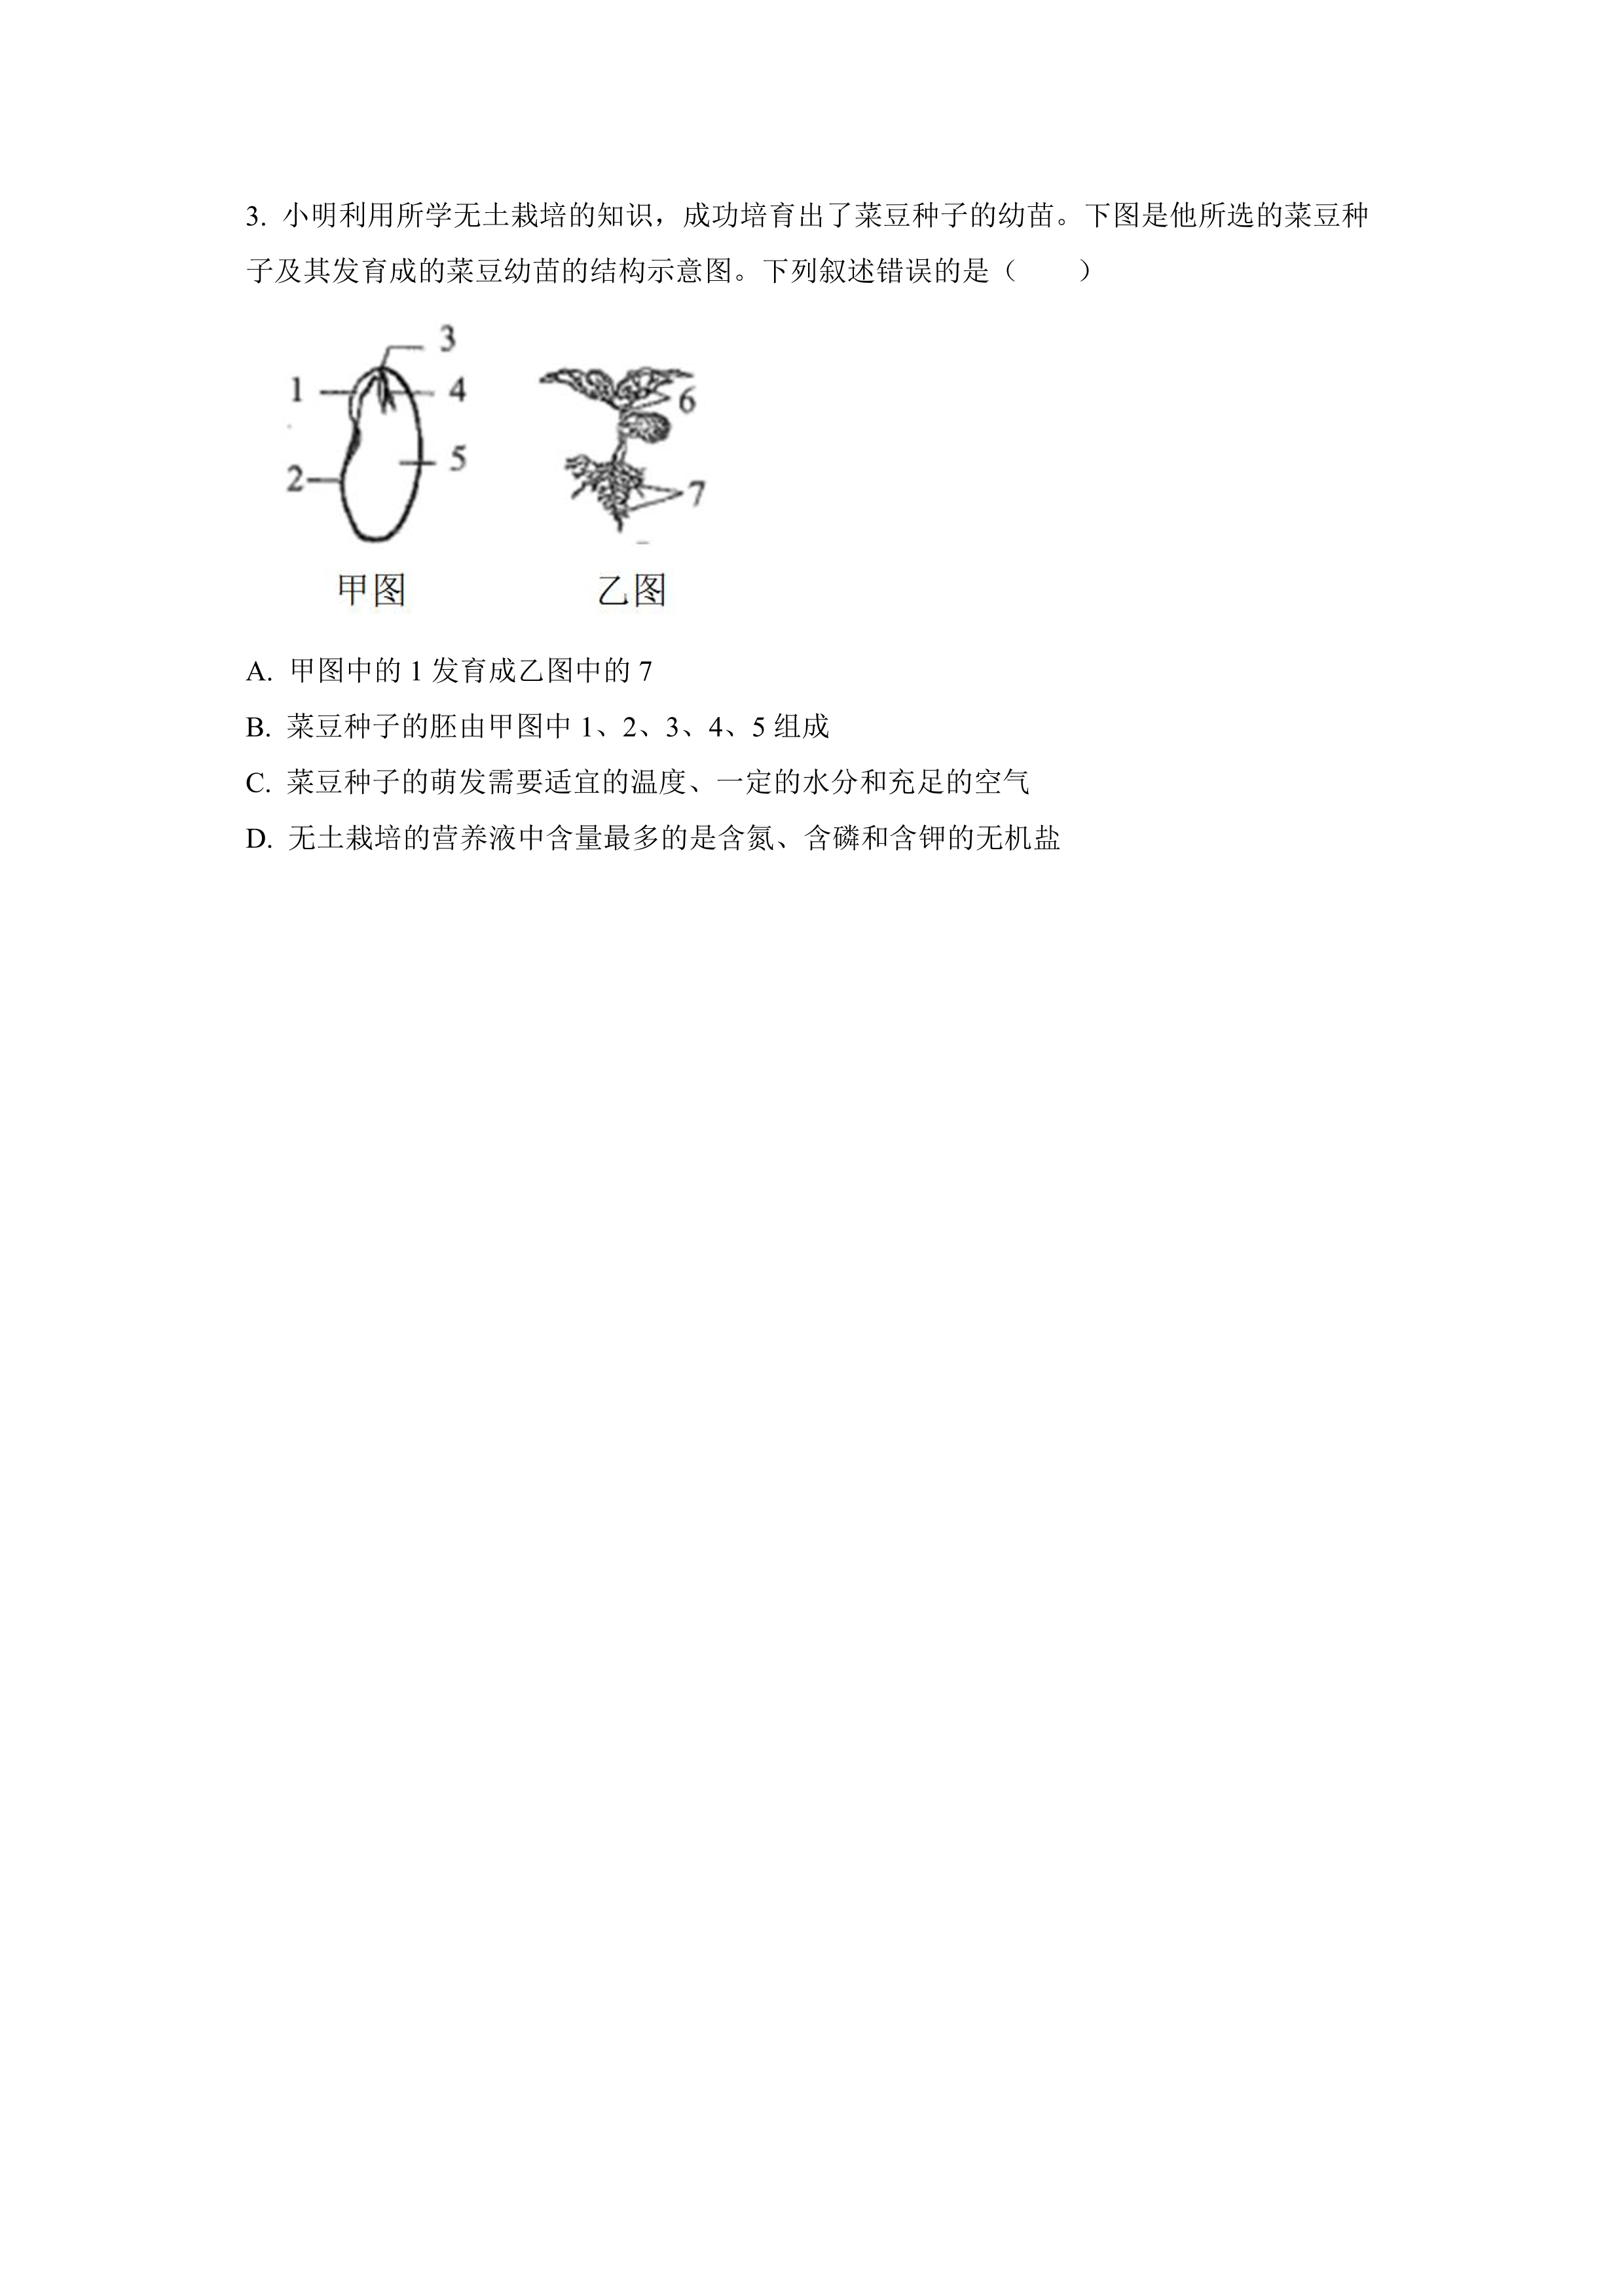 3. 小明利用所学无土栽培的知识，成功培育出了菜豆种子的幼苗。下图是他所选的菜豆种
子及其发育成的菜豆幼苗的结构示意图。下列叙述错误的是（　　）
3
1
4
6
5
2
7
甲图
乙图
A. 甲图中的 1 发育成乙图中的 7
B. 菜豆种子的胚由甲图中 1、2、3、4、5 组成
C. 菜豆种子的萌发需要适宜的温度、一定的水分和充足的空气
D. 无土栽培的营养液中含量最多的是含氮、含磷和含钾的无机盐